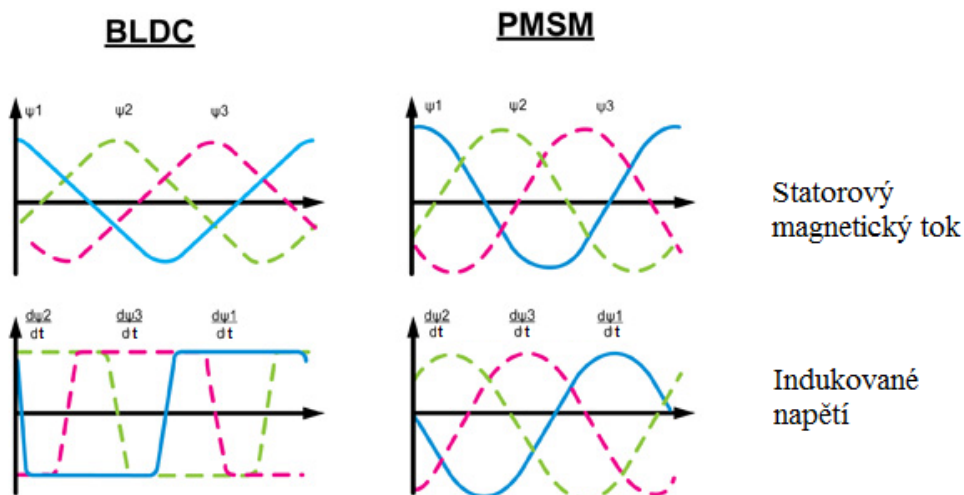 BLDC
PMSM
ψ1 ψ2 ψ3
ψ1 ψ2 ψ3
Statorový
magnetický tok
dψ2 dψ3 dψ1
dt dt dt
dψ2 dψ3 dψ1
dt dt dt
Indukované
napětí